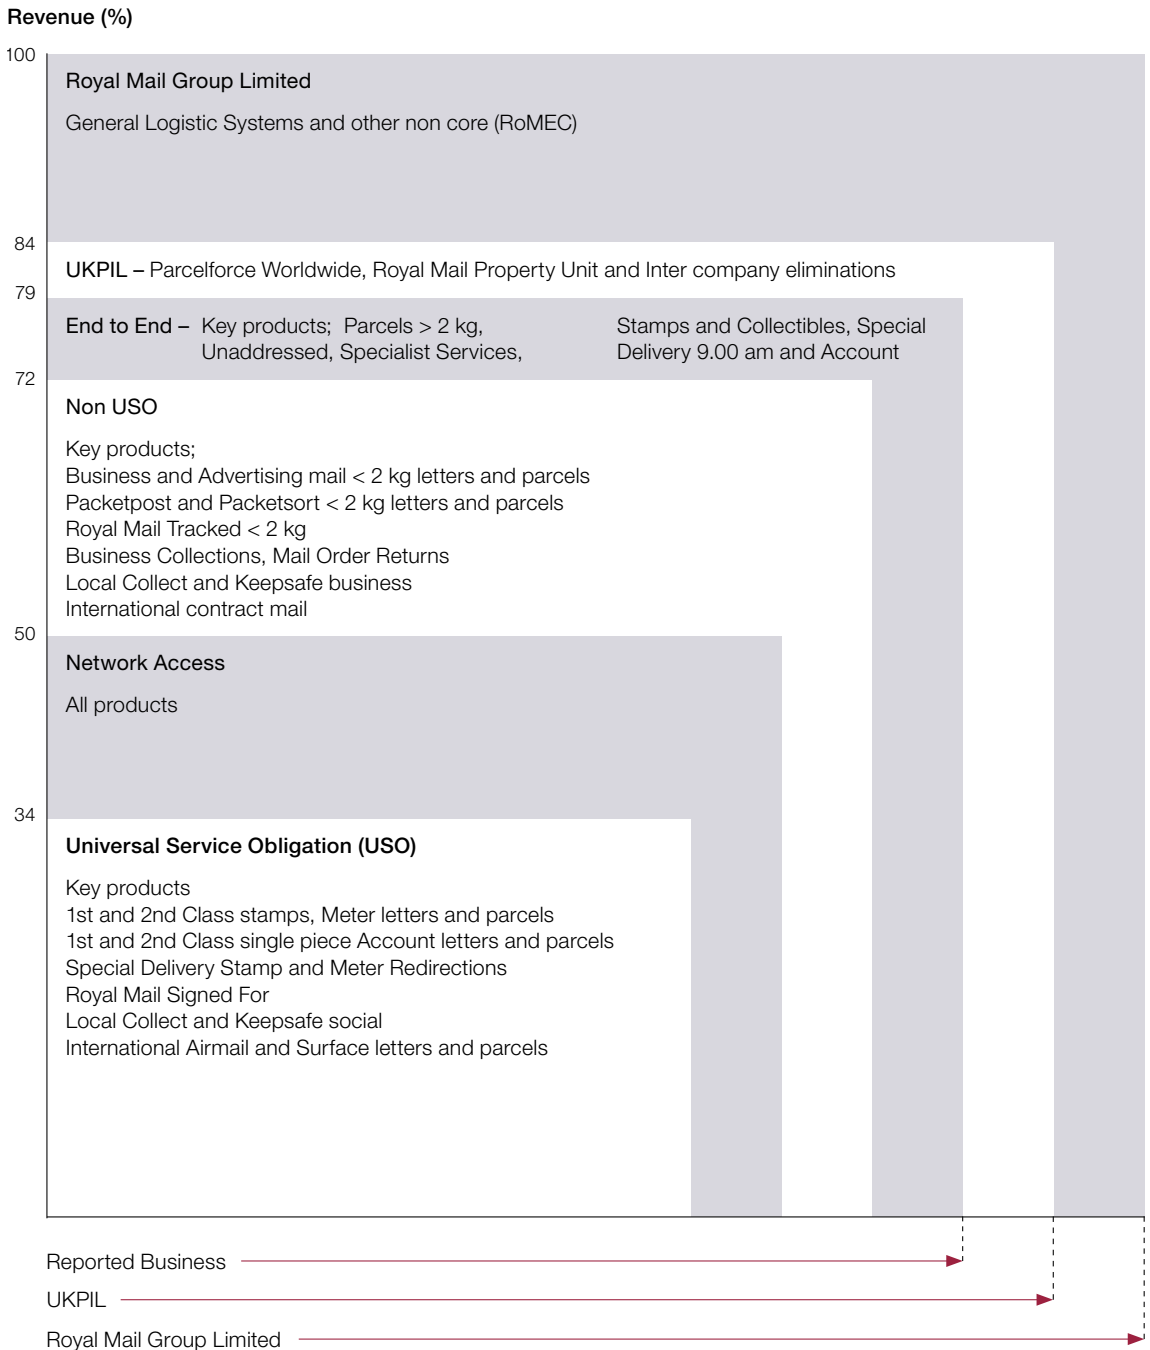 Revenue (%)
100
Royal Mail Group Limited
General Logistic Systems and other non core (RoMEC)
84
UKPIL – Parcelforce Worldwide, Royal Mail Property Unit and Inter company eliminations
79
End to End – Key products; Parcels > 2 kg,
Unaddressed, Specialist Services,
Stamps and Collectibles, Special
Delivery 9.00 am and Account
72
Non USO
Key products;
Business and Advertising mail < 2 kg letters and parcels
Packetpost and Packetsort < 2 kg letters and parcels
Royal Mail Tracked < 2 kg
Business Collections, Mail Order Returns
Local Collect and Keepsafe business
International contract mail
50
Network Access
All products
34
Universal Service Obligation (USO)
Key products
1st and 2nd Class stamps, Meter letters and parcels
1st and 2nd Class single piece Account letters and parcels
Special Delivery Stamp and Meter Redirections
Royal Mail Signed For
Local Collect and Keepsafe social
International Airmail and Surface letters and parcels
Reported Business
UKPIL
Royal Mail Group Limited